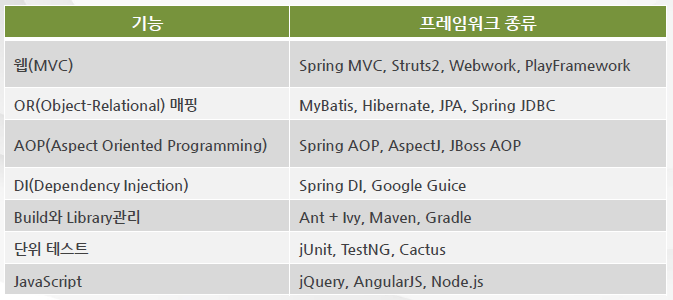 기능 프레임워크 종류
웹(MVC) Spring MVC, Struts2, Webwork, PlayFramework
OR(Object-Relational) 매핑 MyBatis, Hibernate, JPA, Spring JDBC
AOP(Aspect Oriented Programming) Spring AOP, AspectJ, JBoss AOP
DI(Dependency Injection) Spring DI, Google Guice
Build와 Library관리 Ant + Ivy, Maven, Gradle
단위 테스트 jUnit, TestNG, Cactus
JavaScript jQuery, AngularJS, Node.js